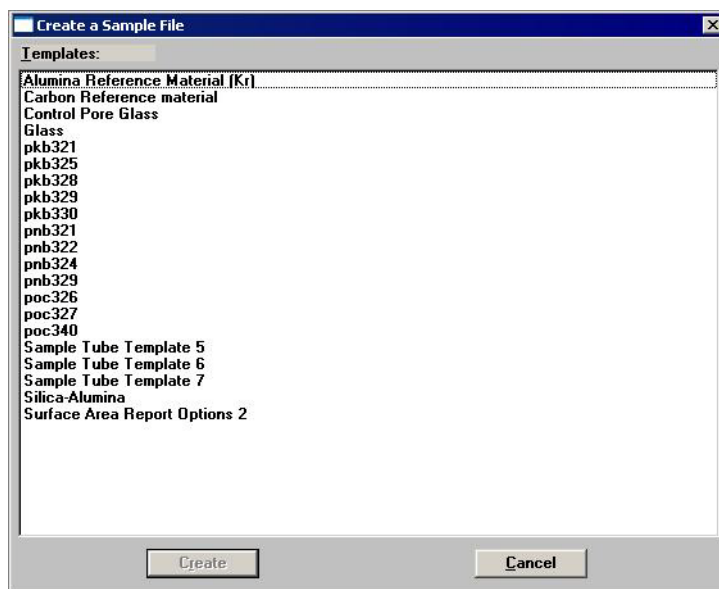 Create a Sample File
Templates:
Alumina Reference Material (Kr)
Carbon Reference material
Control Pore Glass
Glass
pkb321
pkb325
pkb328
pkb329
pkb330
pnb321
pnb322
pnb324
pnb329
poc326
poc327
poc340
Sample Tube Template 5
Sample Tube Template 6
Sample Tube Template 7
Silica-Alumina
Surface Area Report Options 2
Create Cancel